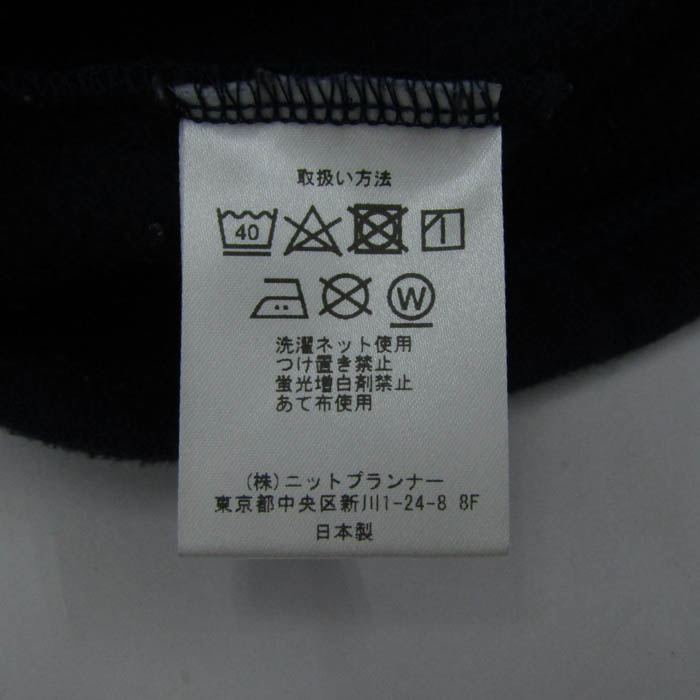 取扱い方法
40
W
洗濯ネット使用
つけ置き禁止
蛍光増白剤禁止
あて布使用
(株)ニットプランナー
東京都中央区新川1-24-8 8F
日本製